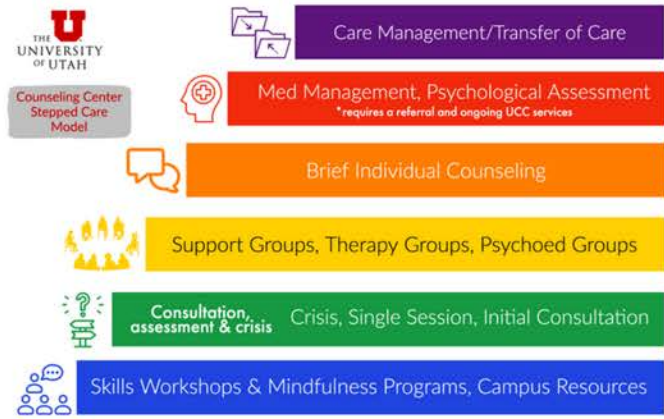 THE
UNIVERSITY
OF UTAH
Counseling Center
Stepped Care
Model
Care Management/Transfer of Care
Med Management, Psychological Assessment
*requires a referral and ongoing UCC services
Brief Individual Counseling
Support Groups, Therapy Groups, Psychoed Groups
Consultation,
assessment & crisis
Crisis, Single Session, Initial Consultation
Skills Workshops & Mindfulness Programs, Campus Resources